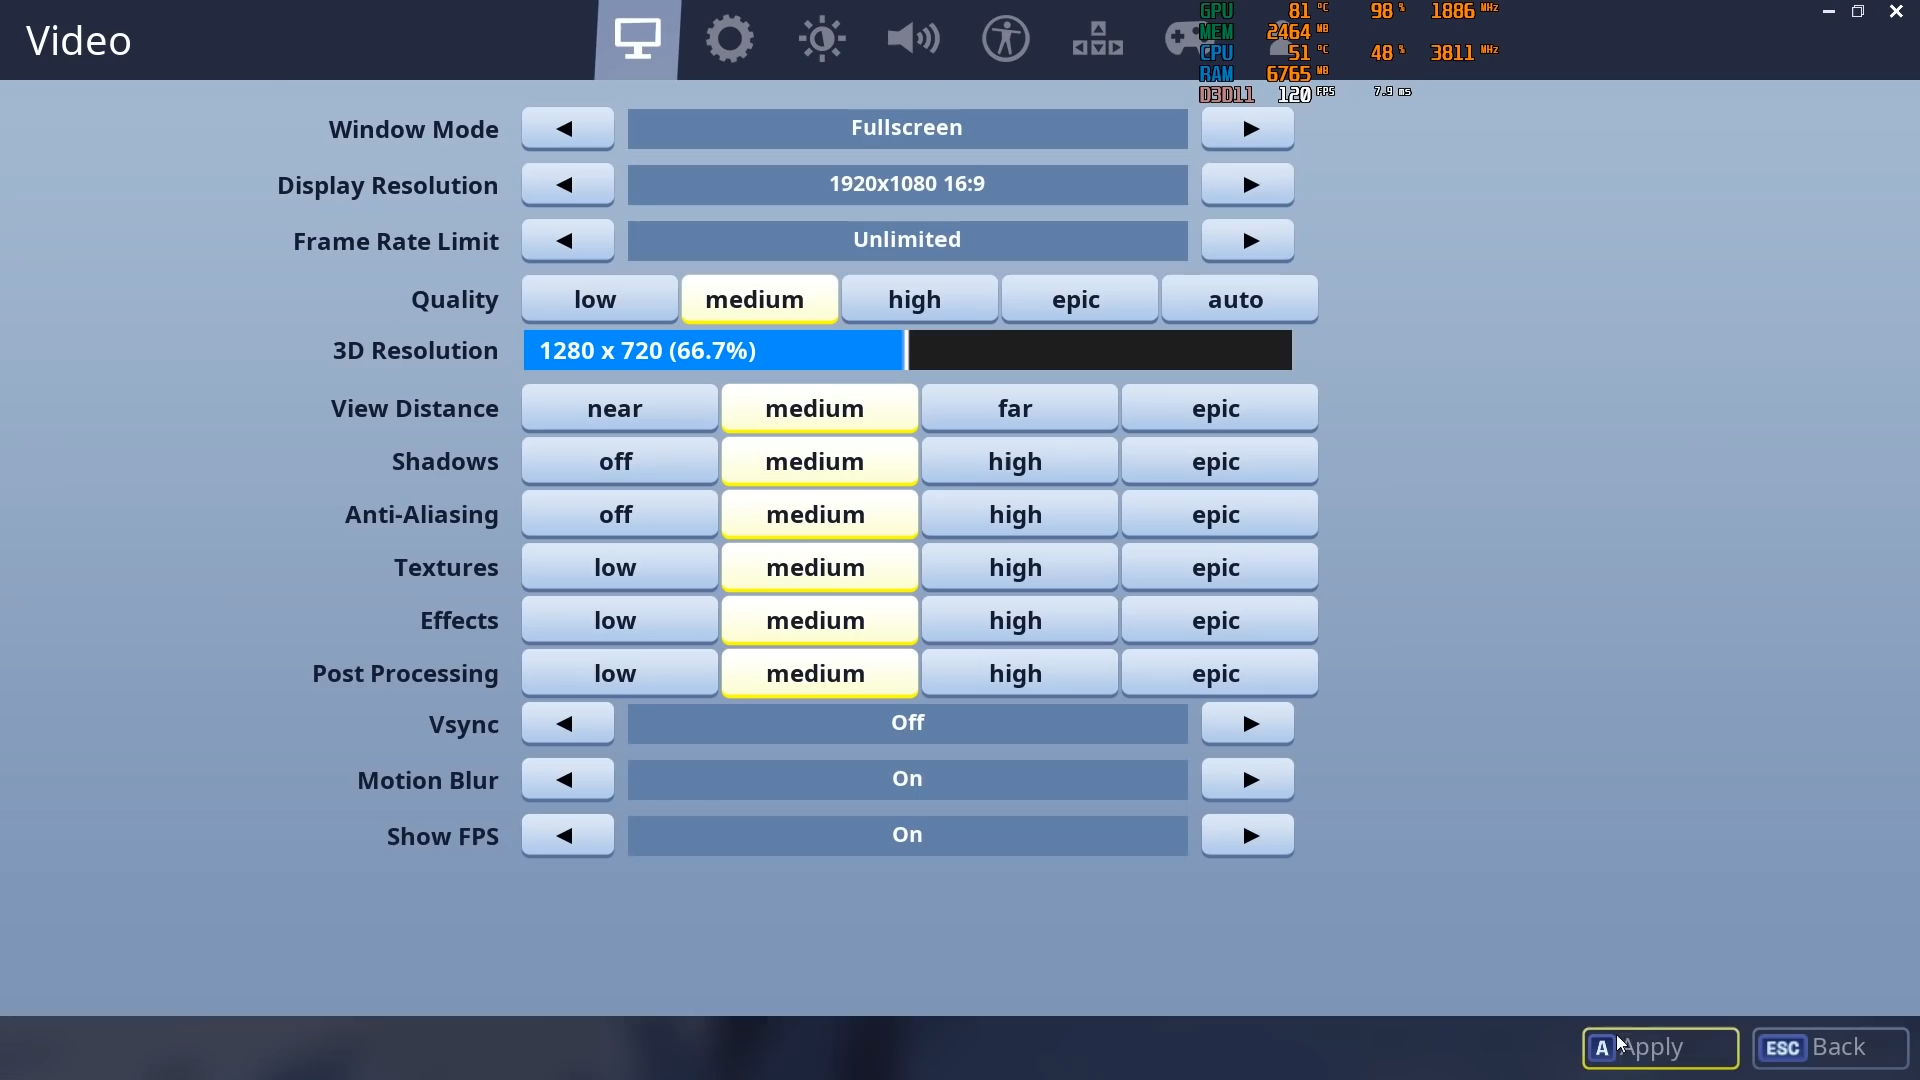 Video
GPU 81 °C 98 % 1886 MHz
MEM 2464 MB
CPU 51 °C 48 % 3811 MHz
RAM 6765 MB
D3D11 120 FPS 7.9 ms
Window Mode Fullscreen
Display Resolution 1920x1080 16:9
Frame Rate Limit Unlimited
Quality low medium high epic auto
3D Resolution 1280 x 720 (66.7%)
View Distance near medium far epic
Shadows off medium high epic
Anti-Aliasing off medium high epic
Textures low medium high epic
Effects low medium high epic
Post Processing low medium high epic
Vsync Off
Motion Blur On
Show FPS On
A Apply ESC Back